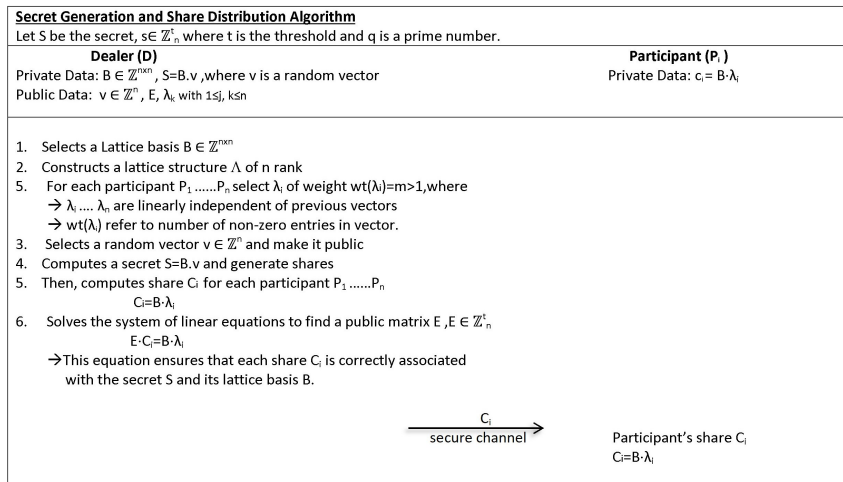 Secret Generation and Share Distribution Algorithm
Let S be the secret, s∈ ℤᵗₙ where t is the threshold and q is a prime number.
Dealer (D)
Private Data: B ∈ ℤⁿˣⁿ , S=B.v ,where v is a random vector
Public Data: v ∈ ℤⁿ , E, λₖ with 1≤j, k≤n
Participant (Pᵢ )
Private Data: cᵢ= B·λᵢ
1. Selects a Lattice basis B ∈ ℤⁿˣⁿ
2. Constructs a lattice structure Λ of n rank
5. For each participant P₁ ......Pₙ select λᵢ of weight wt(λᵢ)=m>1,where
→ λᵢ .... λₙ are linearly independent of previous vectors
→ wt(λᵢ) refer to number of non-zero entries in vector.
3. Selects a random vector v ∈ ℤⁿ and make it public
4. Computes a secret S=B.v and generate shares
5. Then, computes share Cᵢ for each participant P₁ ......Pₙ
Cᵢ=B·λᵢ
6. Solves the system of linear equations to find a public matrix E ,E ∈ ℤᵗₙ
E·Cᵢ=B·λᵢ
→This equation ensures that each share Cᵢ is correctly associated
with the secret S and its lattice basis B.
Cᵢ
secure channel
Participant's share Cᵢ
Cᵢ=B·λᵢ